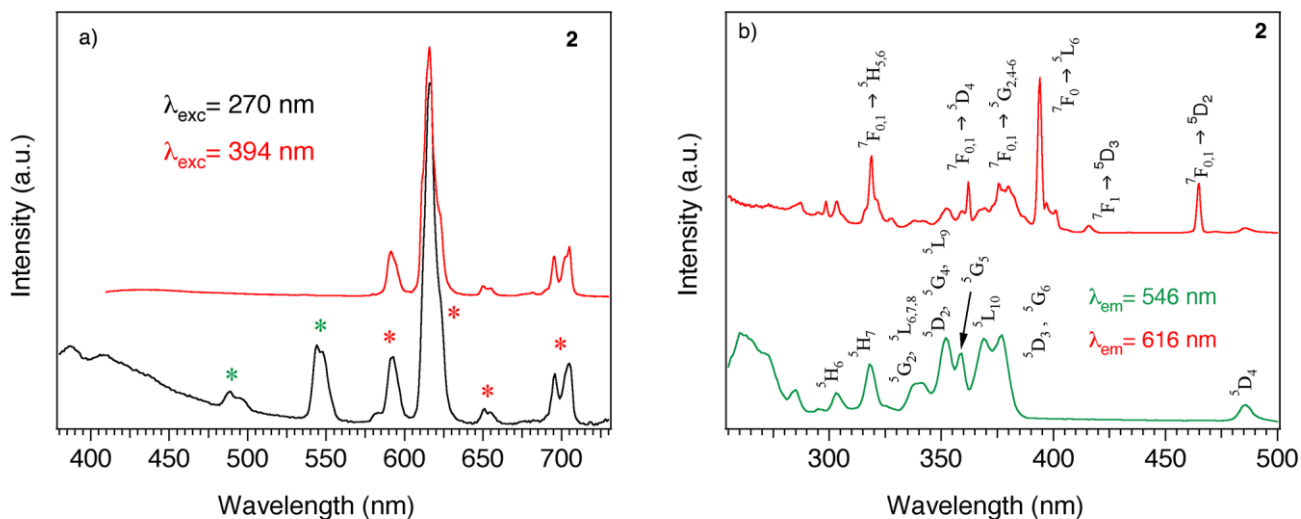 a)
2
λexc= 270 nm
λexc= 394 nm
*
*
*
*
*
*
Intensity (a.u.)
400
450
500
550
600
650
700
Wavelength (nm)
b)
2
⁷F₀,₁ → ⁵H₅,₆
⁷F₀,₁ → ⁵D₄
⁷F₀,₁ → ⁵G₂,₄₋₆
⁷F₀ → ⁵L₆
⁷F₁ → ⁵D₃
⁷F₀,₁ → ⁵D₂
λem = 546 nm
λem = 616 nm
⁵H₆
⁵H₇
⁵G₂, ⁵L₆,₇,₈
⁵D₂, ⁵G₄, ⁵L₉
⁵G₅
⁵L₁₀
⁵D₃ , ⁵G₆
⁵D₄
Intensity (a.u.)
300
350
400
450
500
Wavelength (nm)